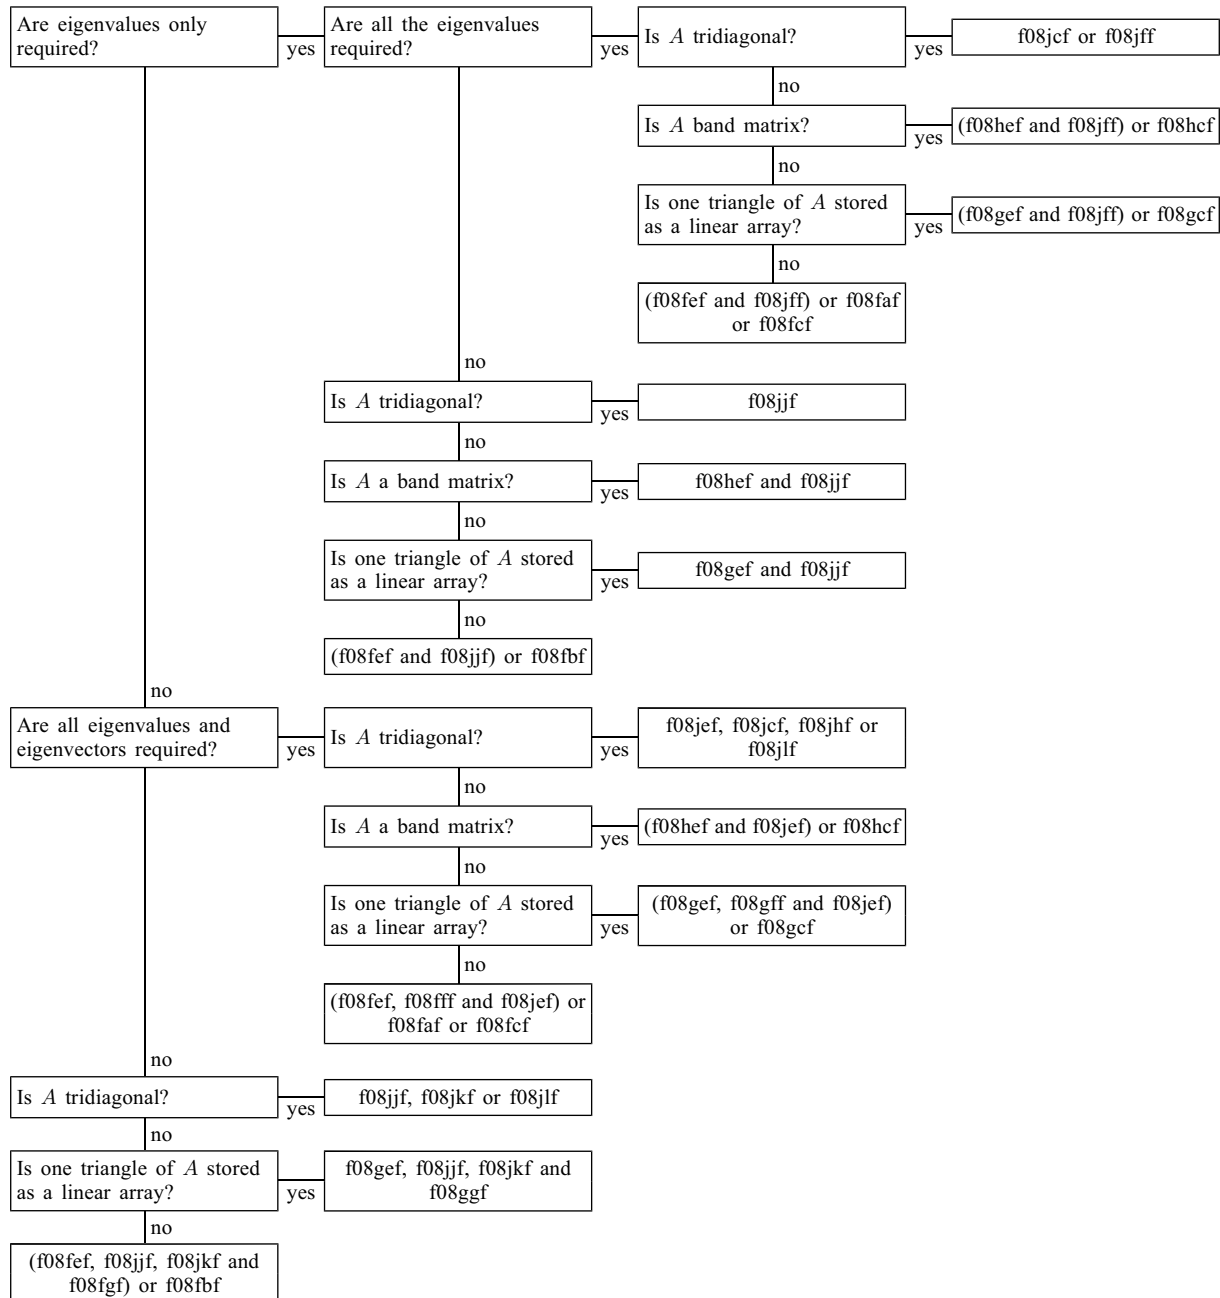 Are eigenvalues only
required?
yes
Are all the eigenvalues
required?
yes
Is A tridiagonal?
yes
f08jcf or f08jff
no
Is A band matrix?
yes
(f08hef and f08jff) or f08hcf
no
Is one triangle of A stored
as a linear array?
yes
(f08gef and f08jff) or f08gcf
no
(f08fef and f08jff) or f08faf
or f08fcf
no
Is A tridiagonal?
yes
f08jjf
no
Is A a band matrix?
yes
f08hef and f08jjf
no
Is one triangle of A stored
as a linear array?
yes
f08gef and f08jjf
no
(f08fef and f08jjf) or f08fbf
no
Are all eigenvalues and
eigenvectors required?
yes
Is A tridiagonal?
yes
f08jef, f08jcf, f08jhf or
f08jlf
no
Is A a band matrix?
yes
(f08hef and f08jef) or f08hcf
no
Is one triangle of A stored
as a linear array?
yes
(f08gef, f08gff and f08jef)
or f08gcf
no
(f08fef, f08fff and f08jef) or
f08faf or f08fcf
no
Is A tridiagonal?
yes
f08jjf, f08jkf or f08jlf
no
Is one triangle of A stored
as a linear array?
yes
f08gef, f08jjf, f08jkf and
f08ggf
no
(f08fef, f08jjf, f08jkf and
f08fgf) or f08fbf